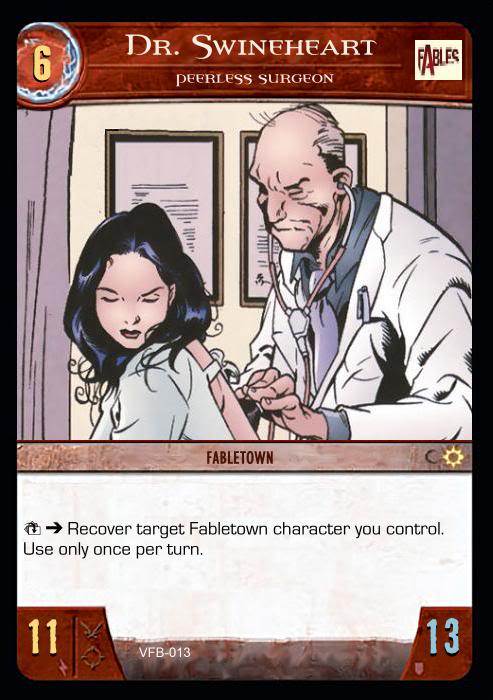 6
Dr. Swineheart
FABLES
PEERLESS SURGEON
FABLETOWN
C
➔ Recover target Fabletown character you control.
Use only once per turn.
11
13
VFB-013